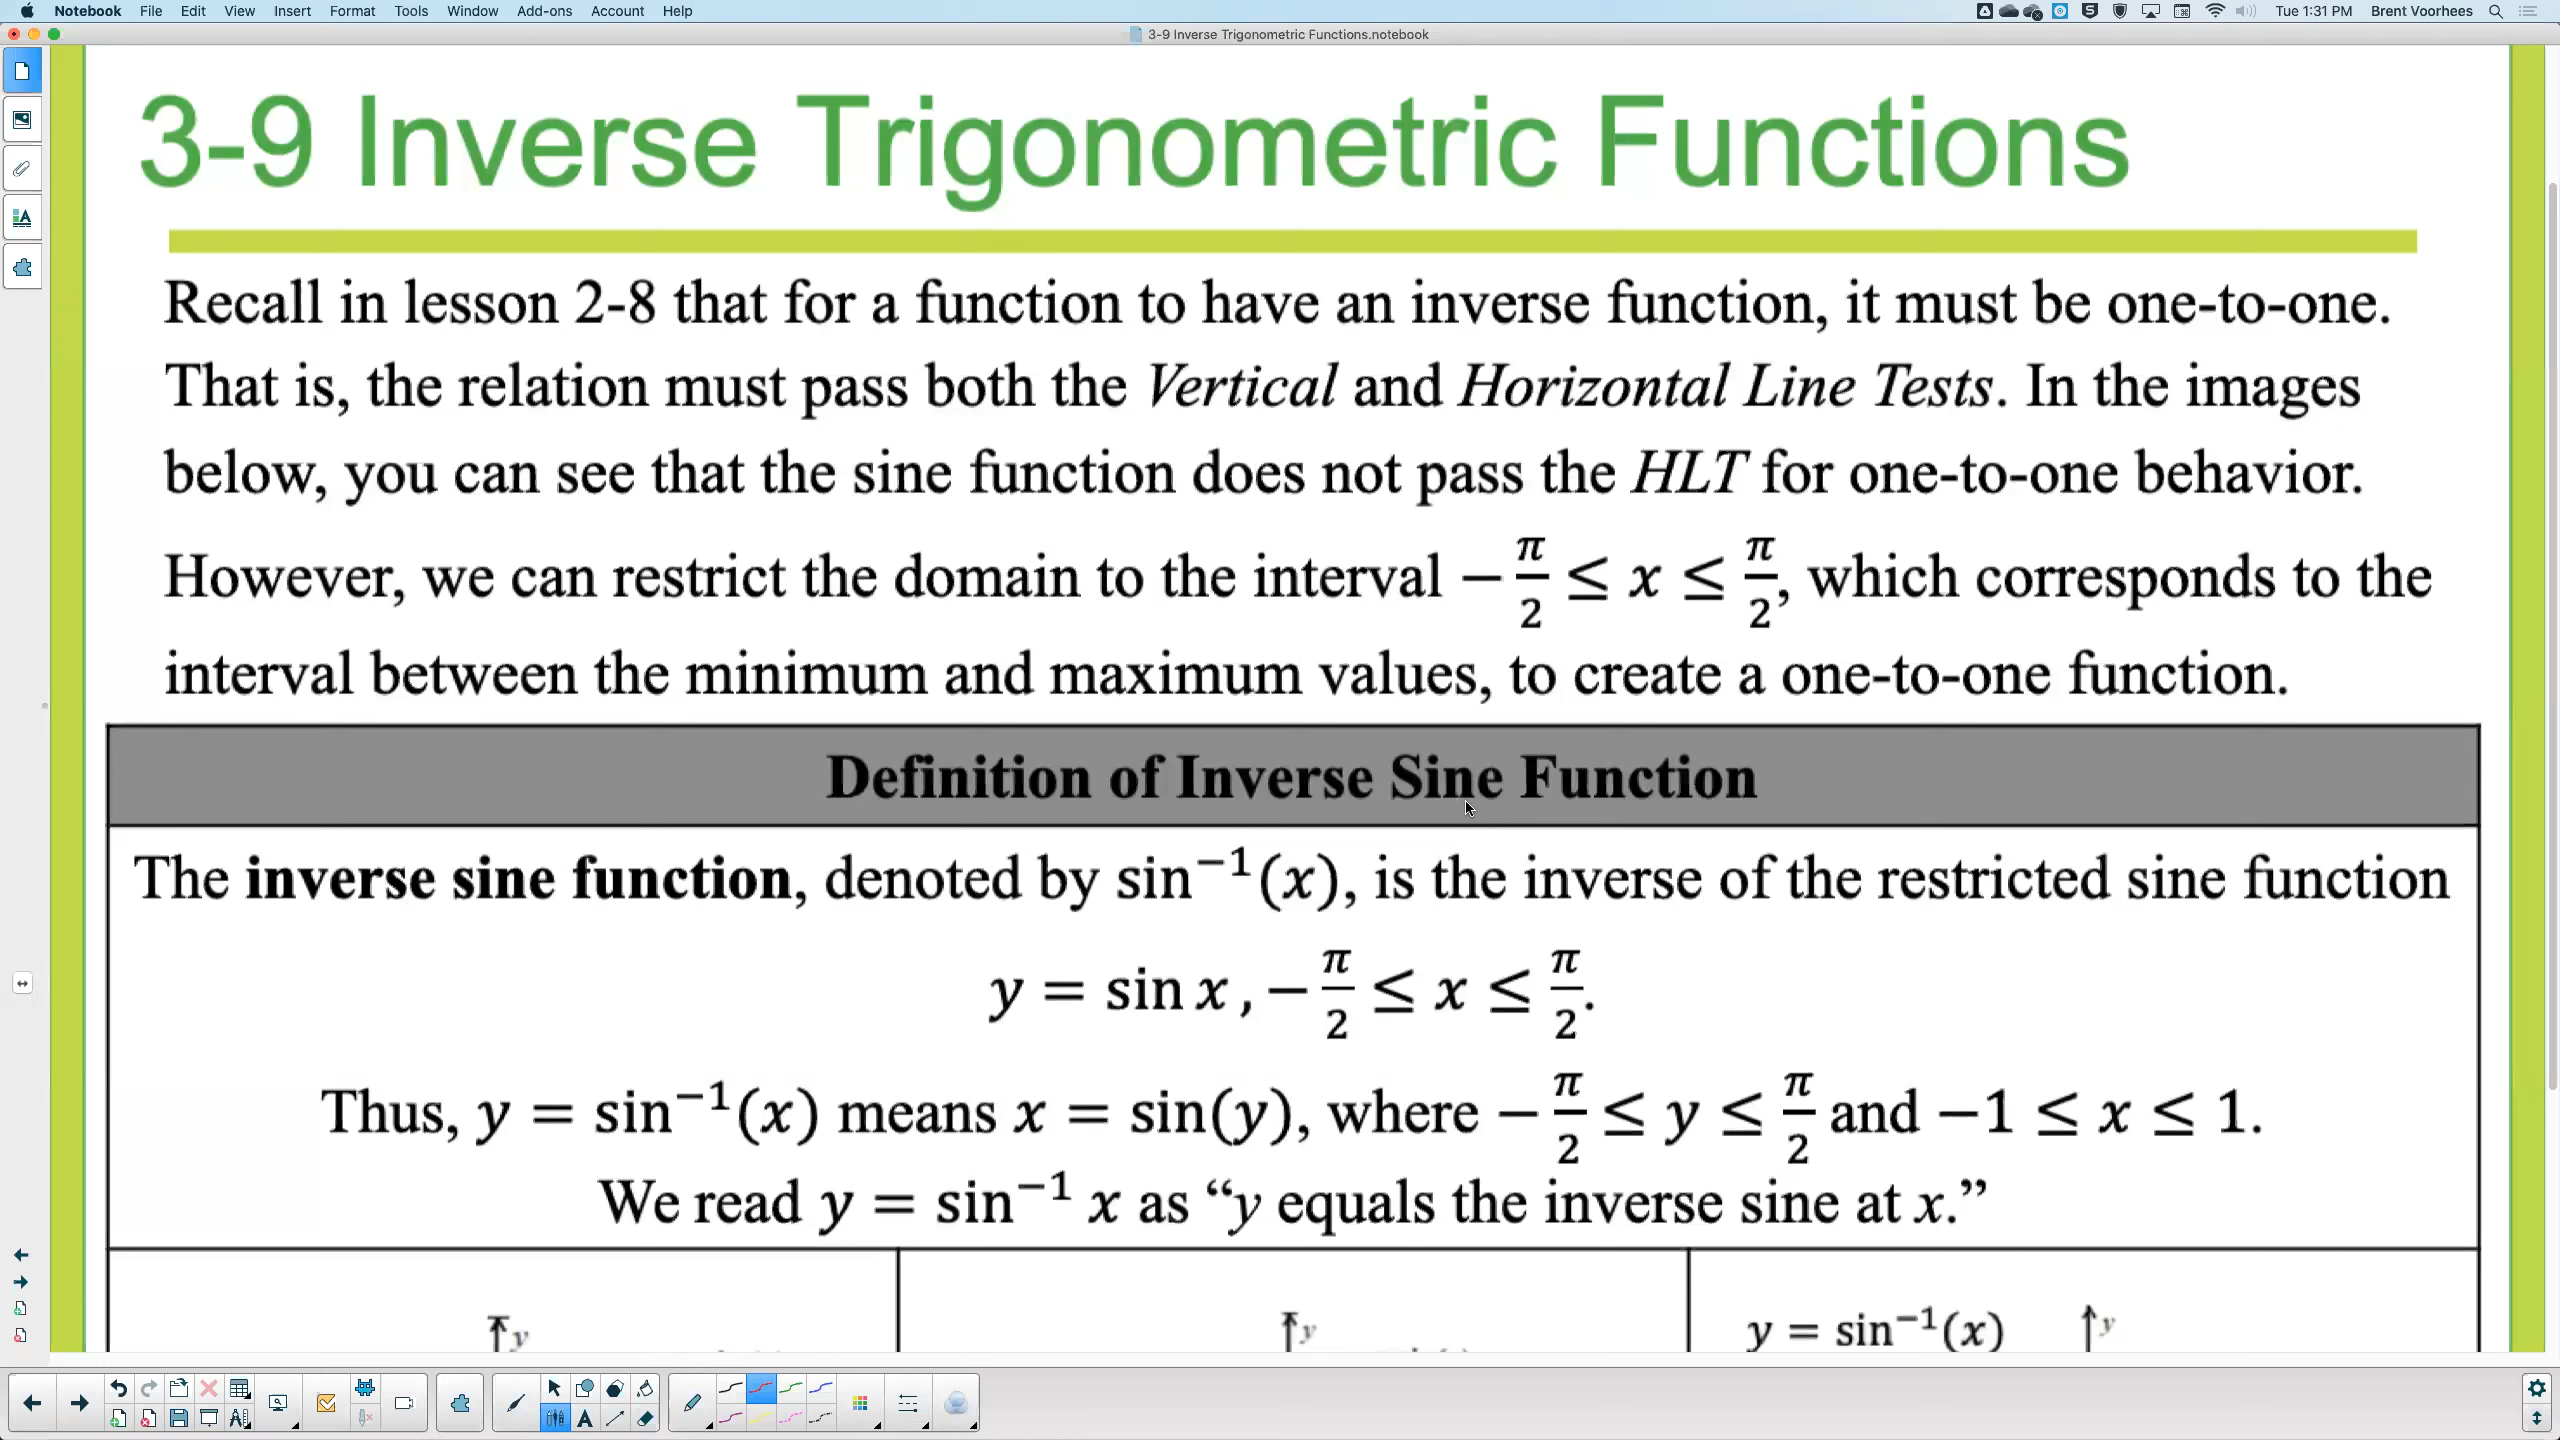 Notebook File Edit View Insert Format Tools Window Add-ons Account Help Tue 1:31 PM Brent Voorhees
3-9 Inverse Trigonometric Functions.notebook
3-9 Inverse Trigonometric Functions
Recall in lesson 2-8 that for a function to have an inverse function, it must be one-to-one.
That is, the relation must pass both the Vertical and Horizontal Line Tests. In the images
below, you can see that the sine function does not pass the HLT for one-to-one behavior.
However, we can restrict the domain to the interval −π/2 ≤ x ≤ π/2, which corresponds to the
interval between the minimum and maximum values, to create a one-to-one function.
Definition of Inverse Sine Function
The inverse sine function, denoted by sin⁻¹(x), is the inverse of the restricted sine function
y = sin x , −π/2 ≤ x ≤ π/2.
Thus, y = sin⁻¹(x) means x = sin(y), where −π/2 ≤ y ≤ π/2 and −1 ≤ x ≤ 1.
We read y = sin⁻¹ x as “y equals the inverse sine at x.”
y y y = sin⁻¹(x) y